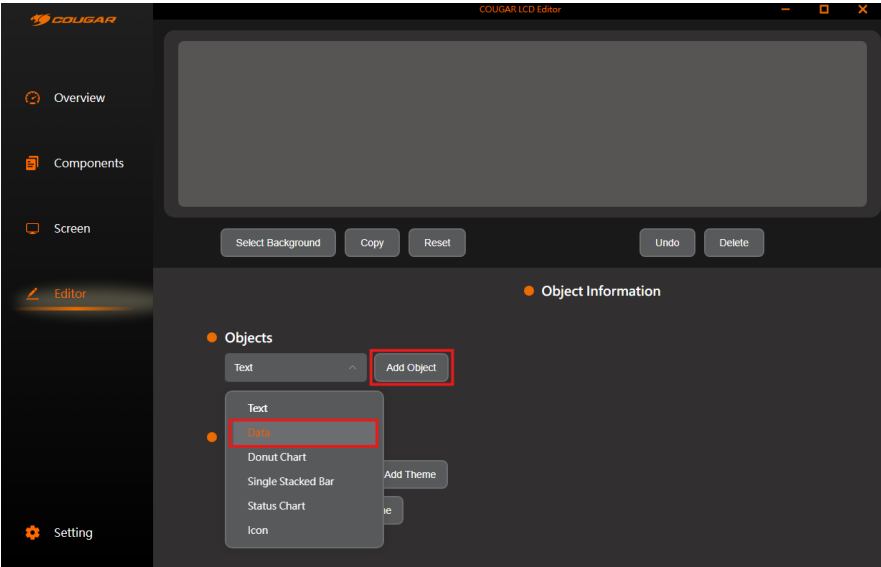 COUGAR
COUGAR LCD Editor
Overview
Components
Screen
Editor
Setting
Select Background
Copy
Reset
Undo
Delete
Object Information
Objects
Text
Add Object
Text
Data
Donut Chart
Single Stacked Bar
Status Chart
Icon
Add Theme